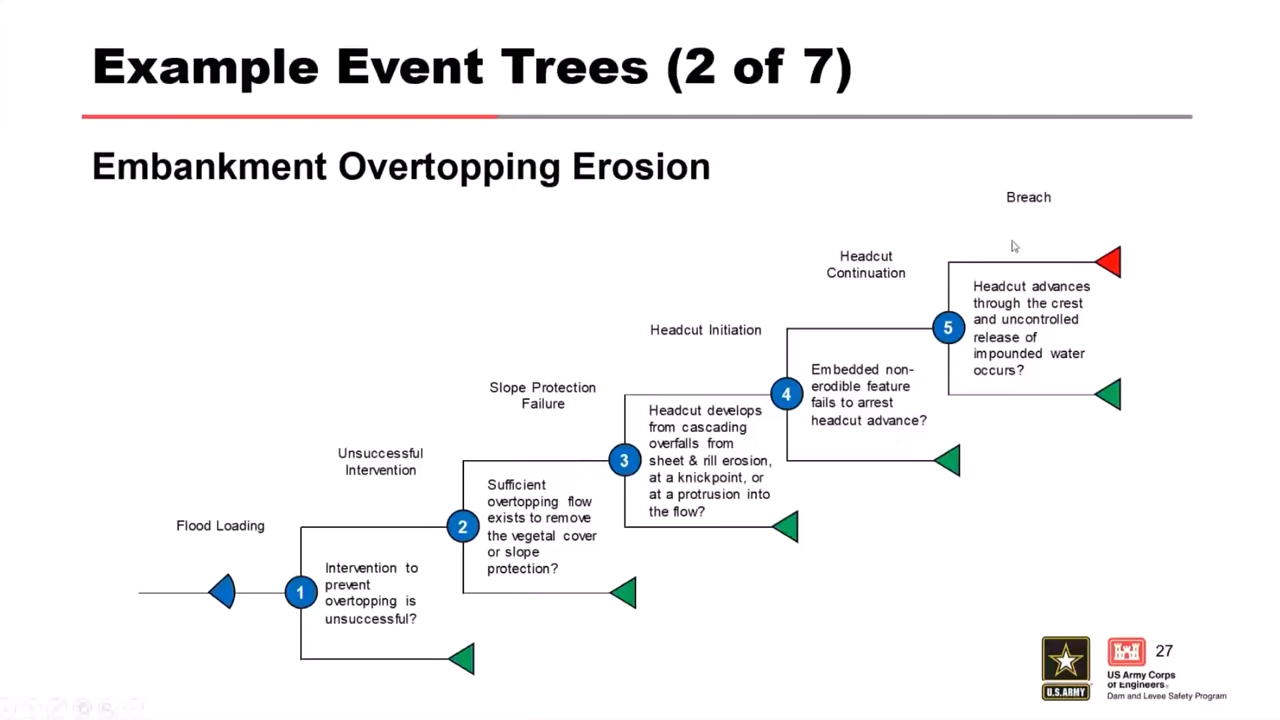 Example Event Trees (2 of 7)
Embankment Overtopping Erosion
Breach
Headcut
Continuation
Headcut advances
through the crest
and uncontrolled
release of
impounded water
occurs?
5
Headcut Initiation
Embedded non-
erodible feature
fails to arrest
headcut advance?
4
Slope Protection
Failure
Headcut develops
from cascading
overfalls from
sheet & rill erosion,
at a knickpoint, or
at a protrusion into
the flow?
3
Unsuccessful
Intervention
Sufficient
overtopping flow
exists to remove
the vegetal cover
or slope
protection?
2
Flood Loading
Intervention to
prevent
overtopping is
unsuccessful?
1
U.S.ARMY
27
US Army Corps
of Engineers®
Dam and Levee Safety Program